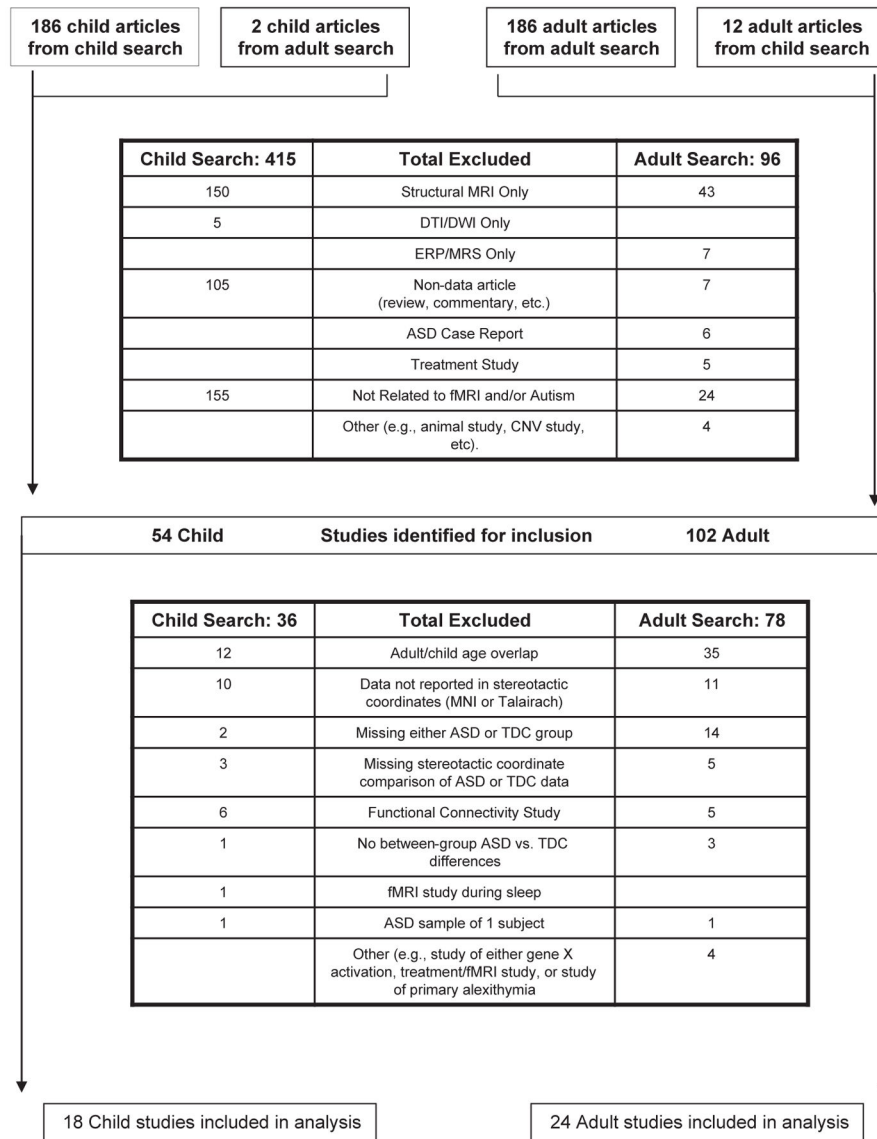 186 child articles
from child search
2 child articles
from adult search
186 adult articles
from adult search
12 adult articles
from child search
Child Search: 415 Total Excluded Adult Search: 96
150 Structural MRI Only 43
5 DTI/DWI Only
ERP/MRS Only 7
105 Non-data article 7
(review, commentary, etc.)
ASD Case Report 6
Treatment Study 5
155 Not Related to fMRI and/or Autism 24
Other (e.g., animal study, CNV study, 4
etc).
54 Child Studies identified for inclusion 102 Adult
Child Search: 36 Total Excluded Adult Search: 78
12 Adult/child age overlap 35
10 Data not reported in stereotactic 11
coordinates (MNI or Talairach)
2 Missing either ASD or TDC group 14
3 Missing stereotactic coordinate 5
comparison of ASD or TDC data
6 Functional Connectivity Study 5
1 No between-group ASD vs. TDC 3
differences
1 fMRI study during sleep
1 ASD sample of 1 subject 1
Other (e.g., study of either gene X 4
activation, treatment/fMRI study, or study
of primary alexithymia
18 Child studies included in analysis
24 Adult studies included in analysis